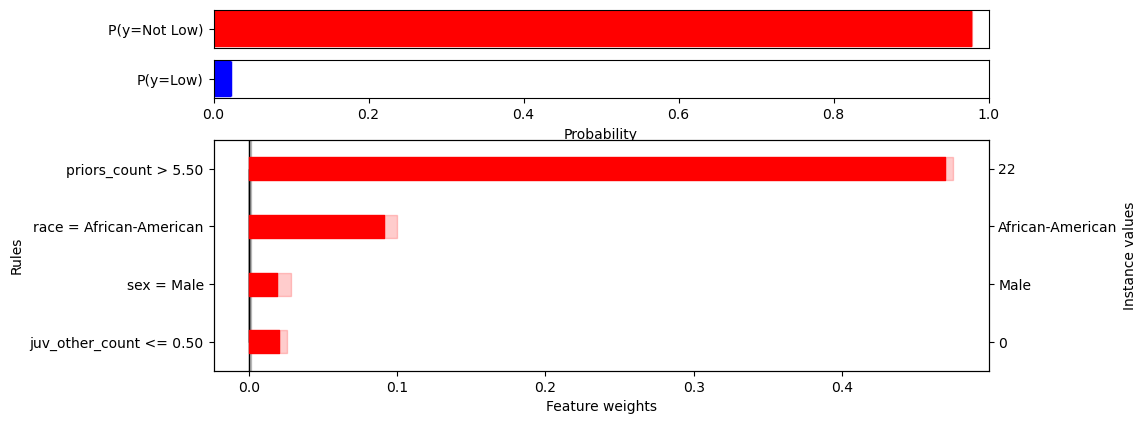 P(y=Not Low)
P(y=Low)
0.0 0.2 0.4 0.6 0.8 1.0
Probability
priors_count > 5.50 22
race = African-American African-American
sex = Male Male
juv_other_count <= 0.50 0
Rules
Instance values
0.0 0.1 0.2 0.3 0.4
Feature weights